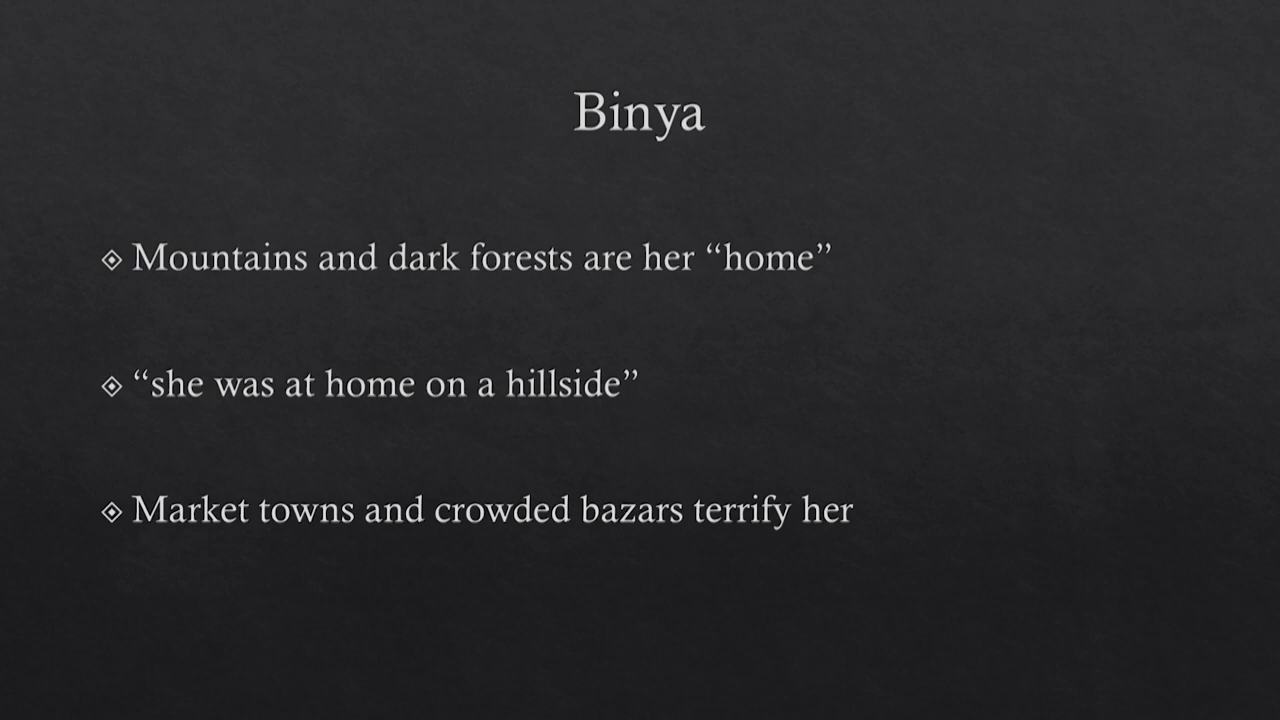 Binya
Mountains and dark forests are her “home”
“she was at home on a hillside”
Market towns and crowded bazars terrify her